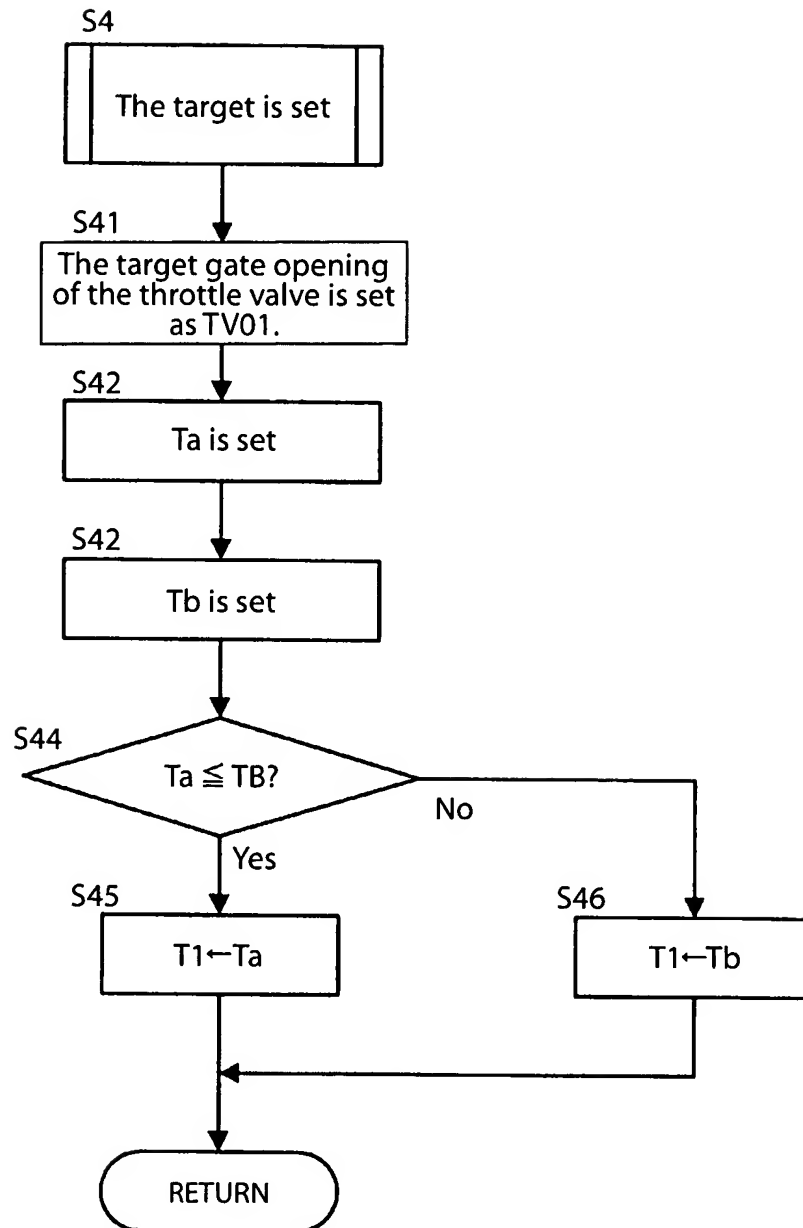 S4
The target is set
S41
The target gate opening
of the throttle valve is set
as TV01.
S42
Ta is set
S42
Tb is set
S44
Ta ≦ TB?
No
Yes
S45
T1←Ta
S46
T1←Tb
RETURN